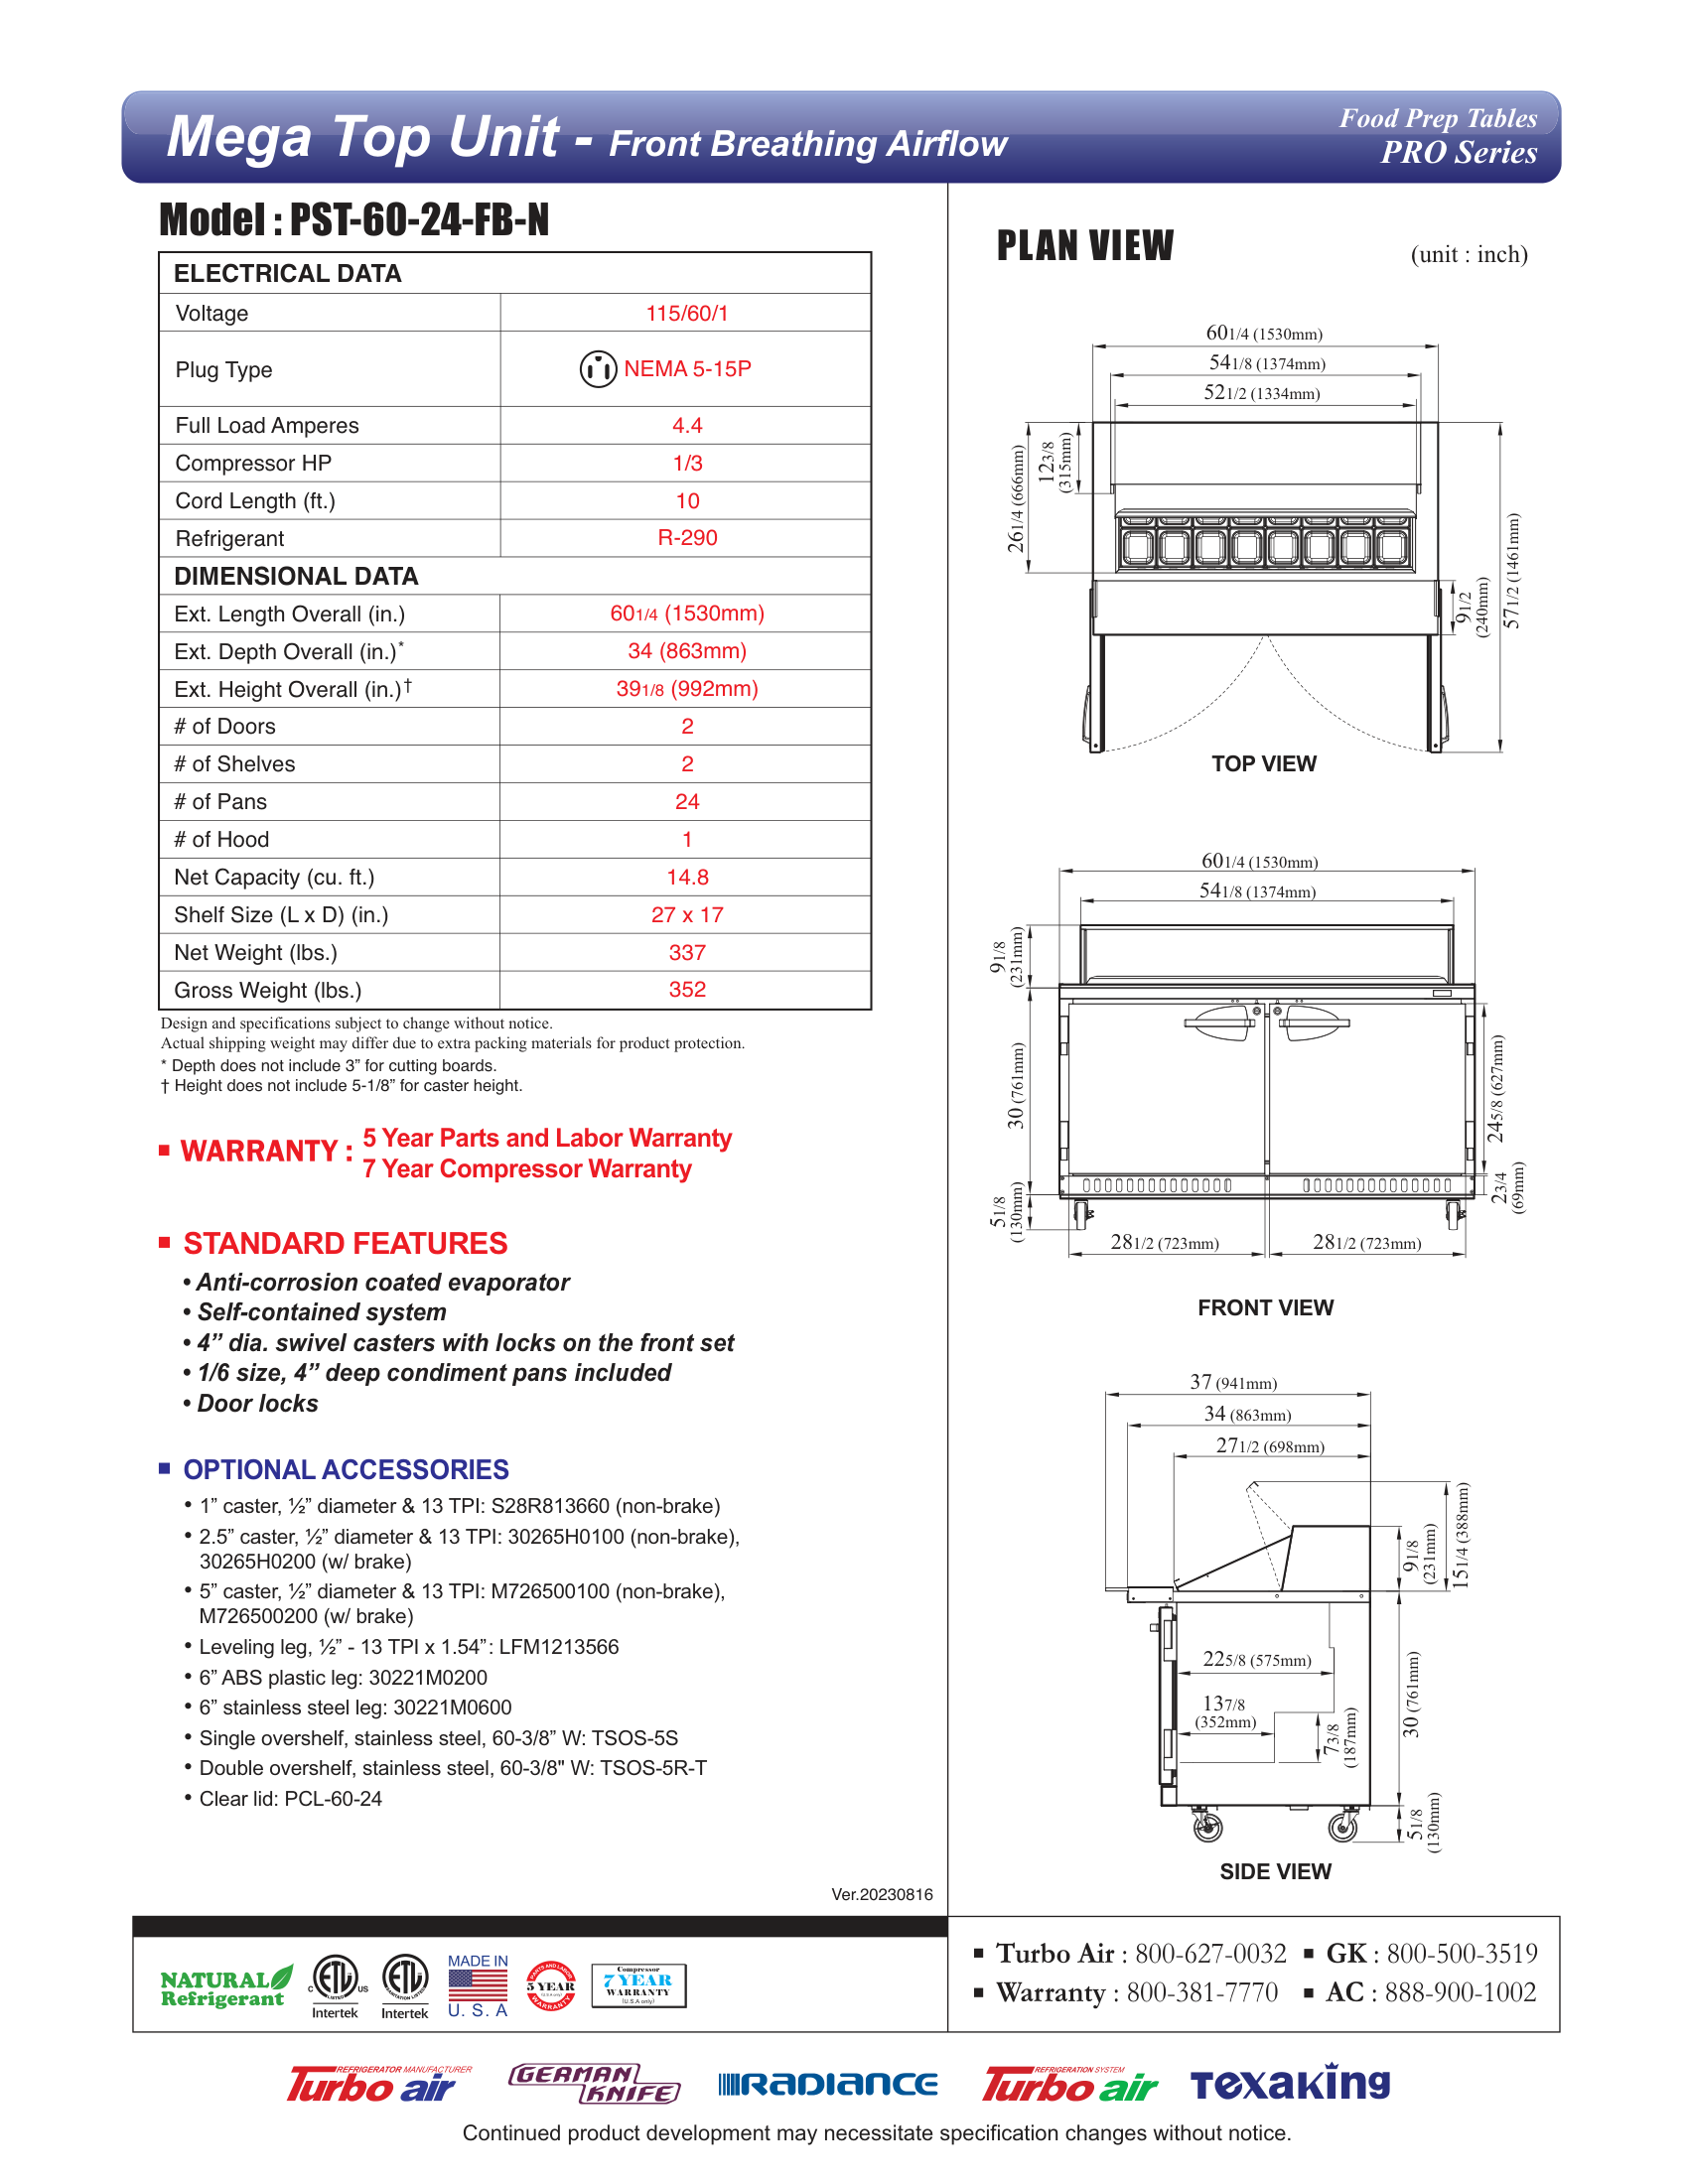 Mega Top Unit - Front Breathing Airflow
Food Prep Tables
PRO Series
Model : PST-60-24-FB-N
ELECTRICAL DATA
Voltage 115/60/1
Plug Type NEMA 5-15P
Full Load Amperes 4.4
Compressor HP 1/3
Cord Length (ft.) 10
Refrigerant R-290
DIMENSIONAL DATA
Ext. Length Overall (in.) 60 1/4 (1530mm)
Ext. Depth Overall (in.)* 34 (863mm)
Ext. Height Overall (in.)† 39 1/8 (992mm)
# of Doors 2
# of Shelves 2
# of Pans 24
# of Hood 1
Net Capacity (cu. ft.) 14.8
Shelf Size (L x D) (in.) 27 x 17
Net Weight (lbs.) 337
Gross Weight (lbs.) 352
Design and specifications subject to change without notice.
Actual shipping weight may differ due to extra packing materials for product protection.
* Depth does not include 3” for cutting boards.
† Height does not include 5-1/8” for caster height.
■ WARRANTY : 5 Year Parts and Labor Warranty
7 Year Compressor Warranty
■ STANDARD FEATURES
• Anti-corrosion coated evaporator
• Self-contained system
• 4” dia. swivel casters with locks on the front set
• 1/6 size, 4” deep condiment pans included
• Door locks
■ OPTIONAL ACCESSORIES
• 1” caster, ½” diameter & 13 TPI: S28R813660 (non-brake)
• 2.5” caster, ½” diameter & 13 TPI: 30265H0100 (non-brake),
30265H0200 (w/ brake)
• 5” caster, ½” diameter & 13 TPI: M726500100 (non-brake),
M726500200 (w/ brake)
• Leveling leg, ½” - 13 TPI x 1.54”: LFM1213566
• 6” ABS plastic leg: 30221M0200
• 6” stainless steel leg: 30221M0600
• Single overshelf, stainless steel, 60-3/8” W: TSOS-5S
• Double overshelf, stainless steel, 60-3/8" W: TSOS-5R-T
• Clear lid: PCL-60-24
Ver.20230816
PLAN VIEW
(unit : inch)
60 1/4 (1530mm)
54 1/8 (1374mm)
52 1/2 (1334mm)
26 1/4 (666mm)
12 3/8
(315mm)
9 1/2
(240mm)
57 1/2 (1461mm)
TOP VIEW
60 1/4 (1530mm)
54 1/8 (1374mm)
9 1/8
(231mm)
30 (761mm)
5 1/8
(130mm)
24 5/8 (627mm)
2 3/4
(69mm)
28 1/2 (723mm)
28 1/2 (723mm)
FRONT VIEW
37 (941mm)
34 (863mm)
27 1/2 (698mm)
9 1/8
(231mm)
15 1/4 (388mm)
22 5/8 (575mm)
13 7/8
(352mm)
7 3/8
(187mm)
30 (761mm)
5 1/8
(130mm)
SIDE VIEW
NATURAL
Refrigerant
C ETL US
LISTED
Intertek
ETL
SANITATION LISTED
Intertek
MADE IN
U. S. A
PARTS AND LABOR
5 YEAR
(U.S.A only)
WARRANTY
Compressor
7 YEAR
WARRANTY
(U.S.A only)
■ Turbo Air : 800-627-0032 ■ GK : 800-500-3519
■ Warranty : 800-381-7770 ■ AC : 888-900-1002
REFRIGERATOR MANUFACTURER
Turbo air
GERMAN
KNIFE
RADIANCE
REFRIGERATION SYSTEM
Turbo air
Texaking
Continued product development may necessitate specification changes without notice.